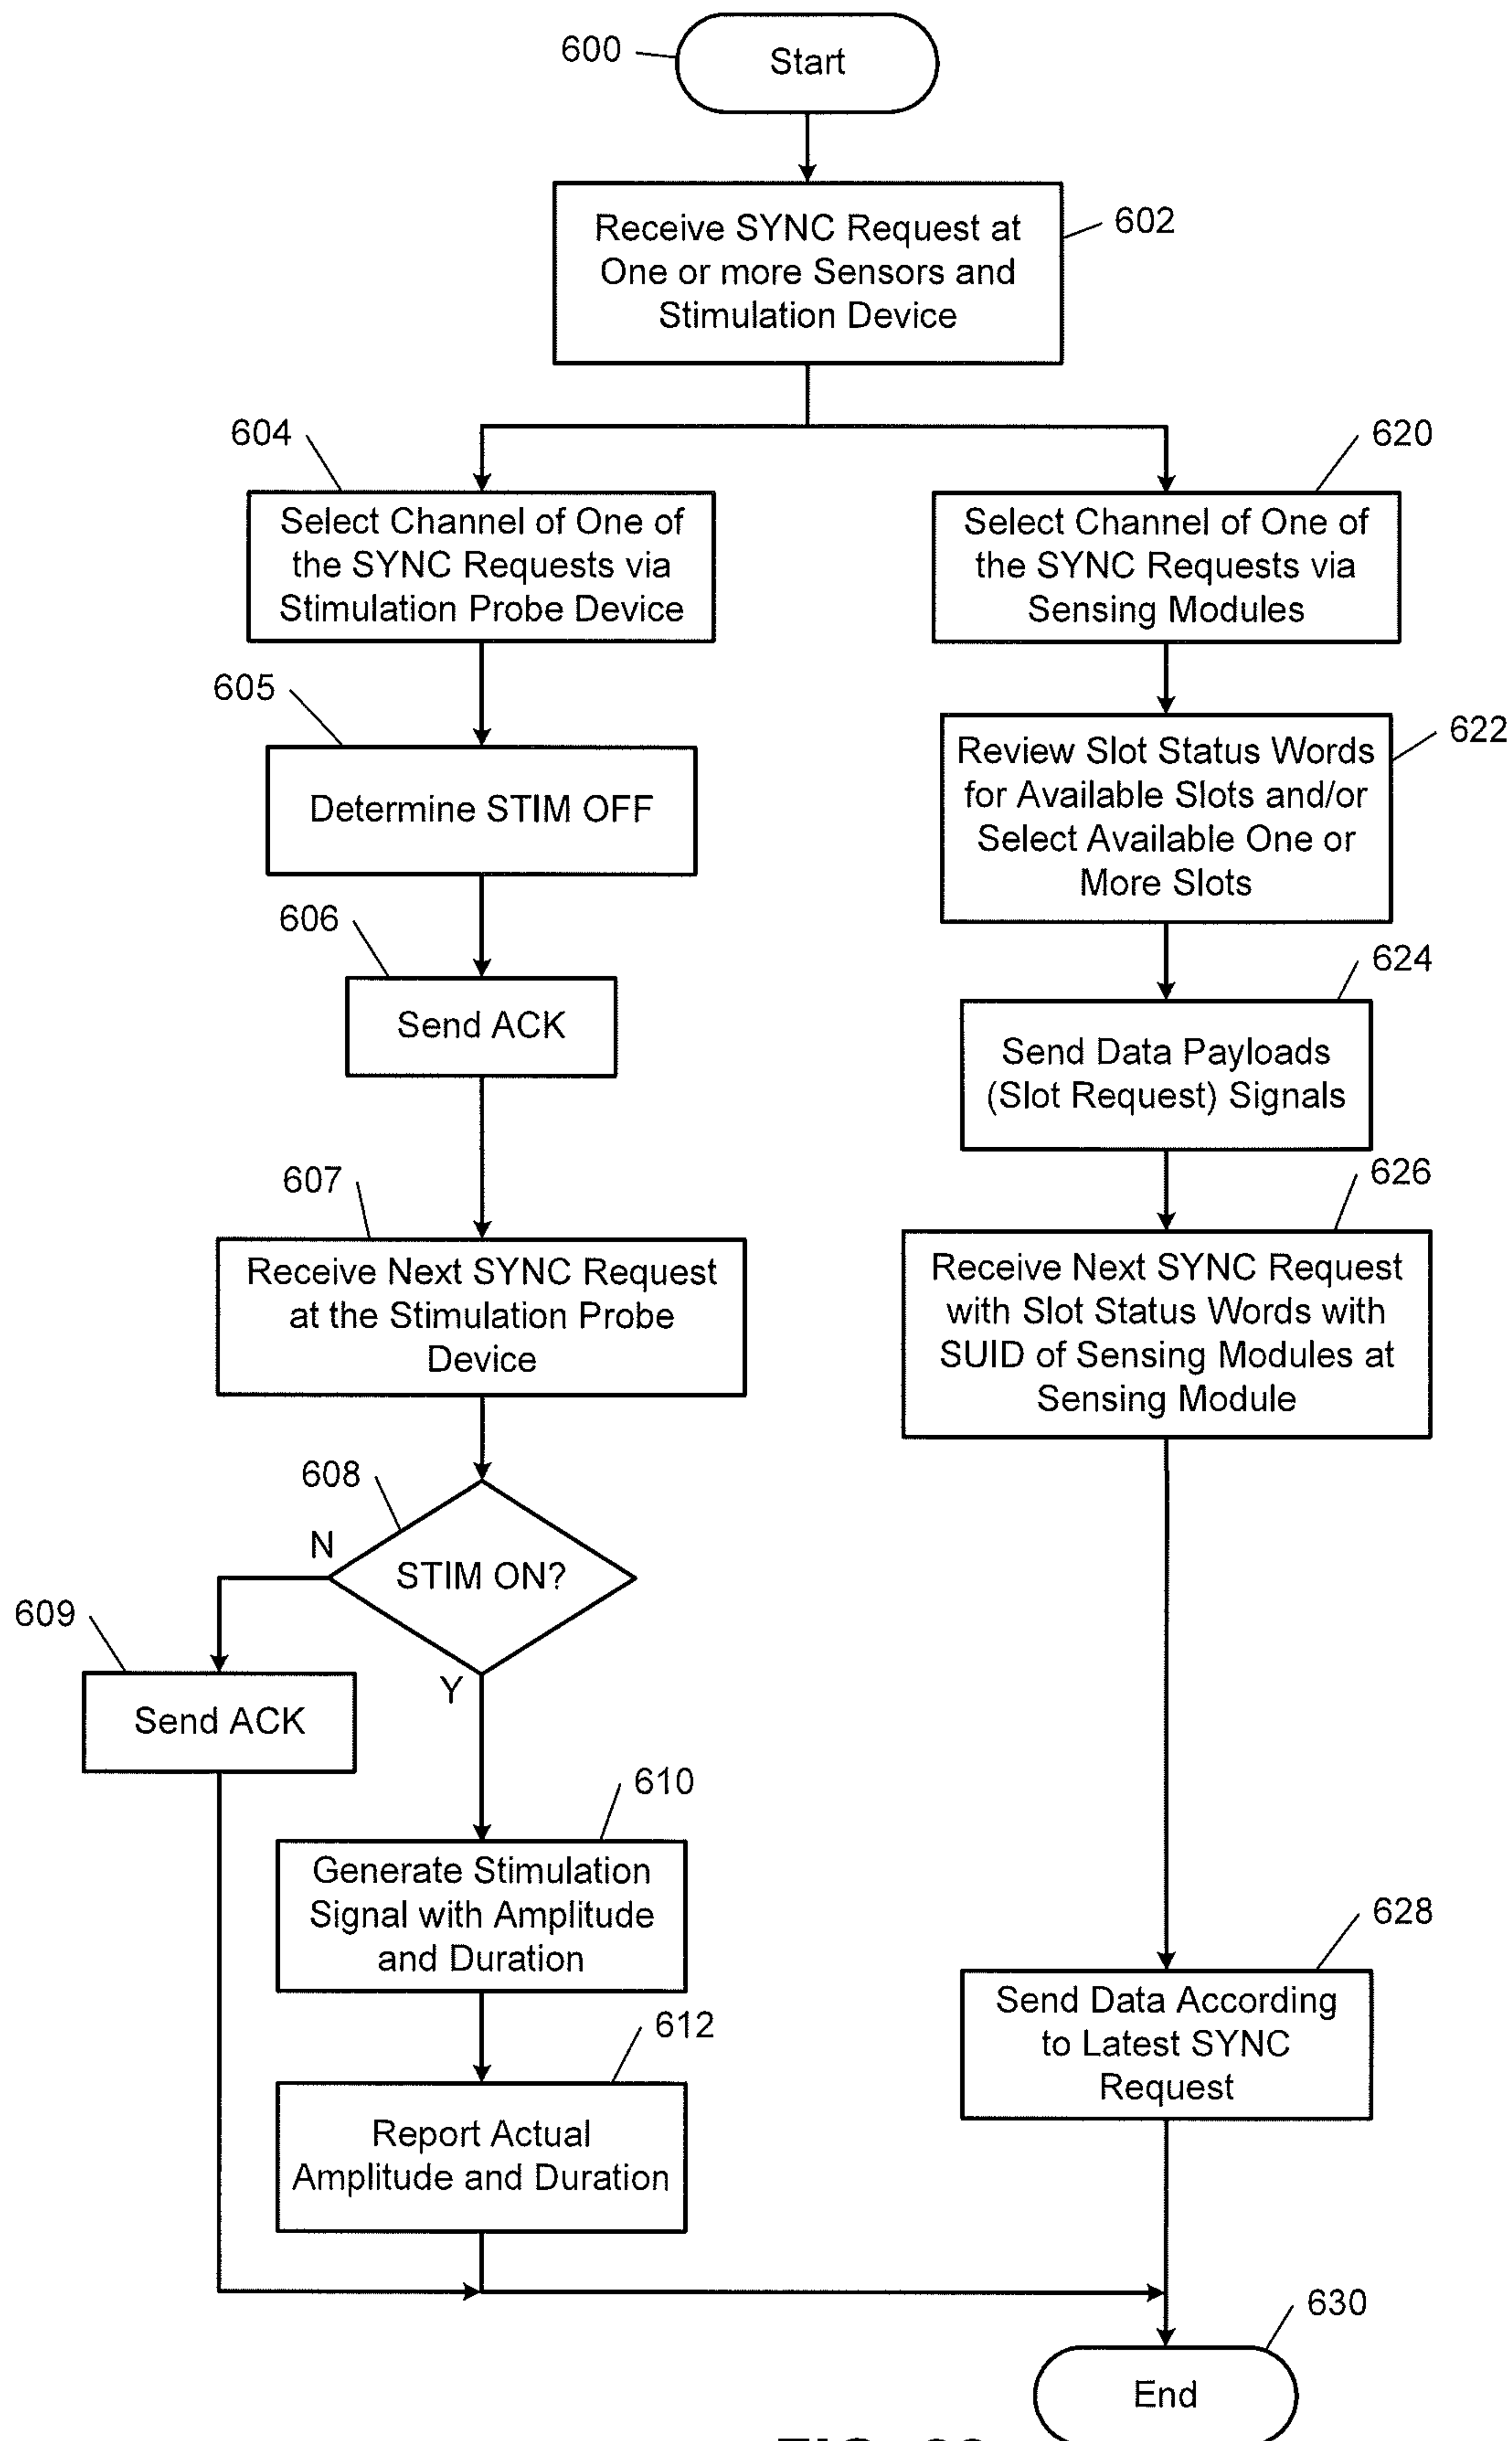 600
Start
Receive SYNC Request at
One or more Sensors and
Stimulation Device
602
604
Select Channel of One of
the SYNC Requests via
Stimulation Probe Device
605
Determine STIM OFF
606
Send ACK
607
Receive Next SYNC Request
at the Stimulation Probe
Device
608
STIM ON?
N
Y
609
Send ACK
610
Generate Stimulation
Signal with Amplitude
and Duration
612
Report Actual
Amplitude and Duration
620
Select Channel of One of
the SYNC Requests via
Sensing Modules
622
Review Slot Status Words
for Available Slots and/or
Select Available One or
More Slots
624
Send Data Payloads
(Slot Request) Signals
626
Receive Next SYNC Request
with Slot Status Words with
SUID of Sensing Modules at
Sensing Module
628
Send Data According
to Latest SYNC
Request
630
End